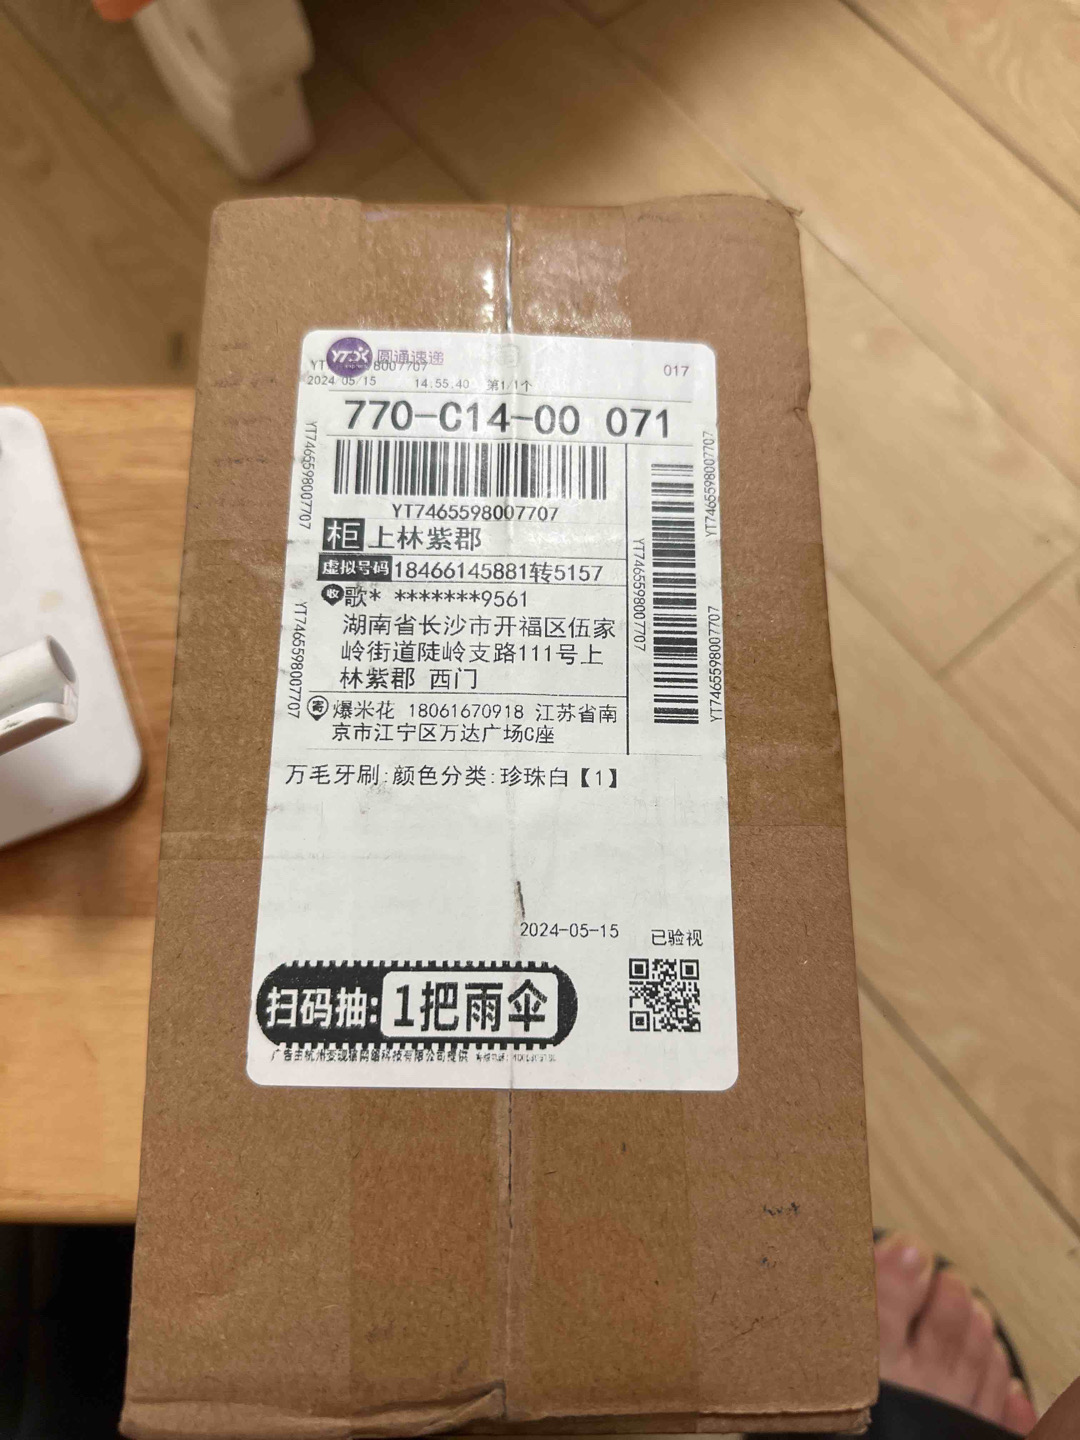 圆通速递
017
2024/05/15 14:55:40 第1/1个
770-C14-00 071
YT7465598007707
柜 上林紫郡
虚拟号码 18466145881转5157
收 歌* *******9561
湖南省长沙市开福区伍家
岭街道陡岭支路111号上
林紫郡 西门
寄 爆米花 18061670918 江苏省南
京市江宁区万达广场C座
YT7465598007707
YT7465598007707
YT7465598007707
YT7465598007707
YT7465598007707
万毛牙刷:颜色分类:珍珠白【1】
2024-05-15 已验视
扫码抽:1把雨伞